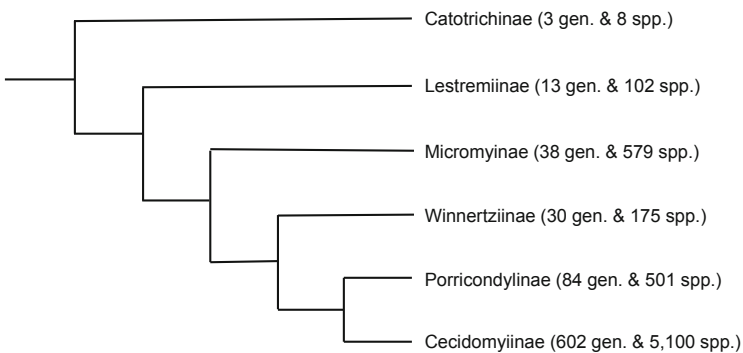 Catotrichinae (3 gen. & 8 spp.)
Lestremiinae (13 gen. & 102 spp.)
Micromyinae (38 gen. & 579 spp.)
Winnertziinae (30 gen. & 175 spp.)
Porricondylinae (84 gen. & 501 spp.)
Cecidomyiinae (602 gen. & 5,100 spp.)